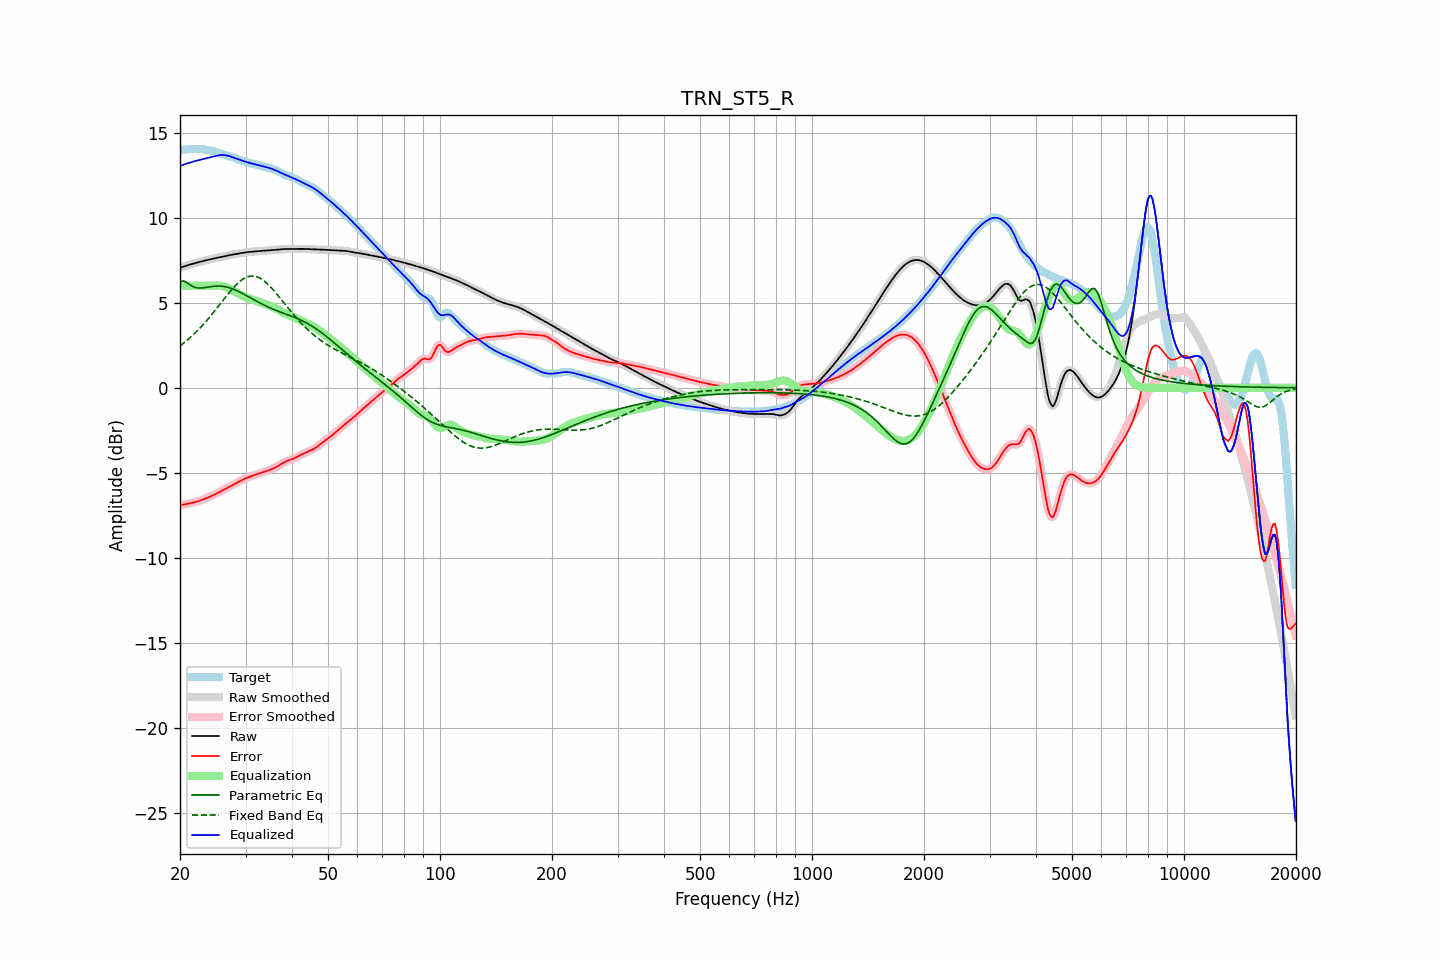 TRN_ST5_R
15
10
5
0
−5
−10
−15
−20
−25
Amplitude (dBr)
Target
Raw Smoothed
Error Smoothed
Raw
Error
Equalization
Parametric Eq
Fixed Band Eq
Equalized
20 50 100 200 500 1000 2000 5000 10000 20000
Frequency (Hz)